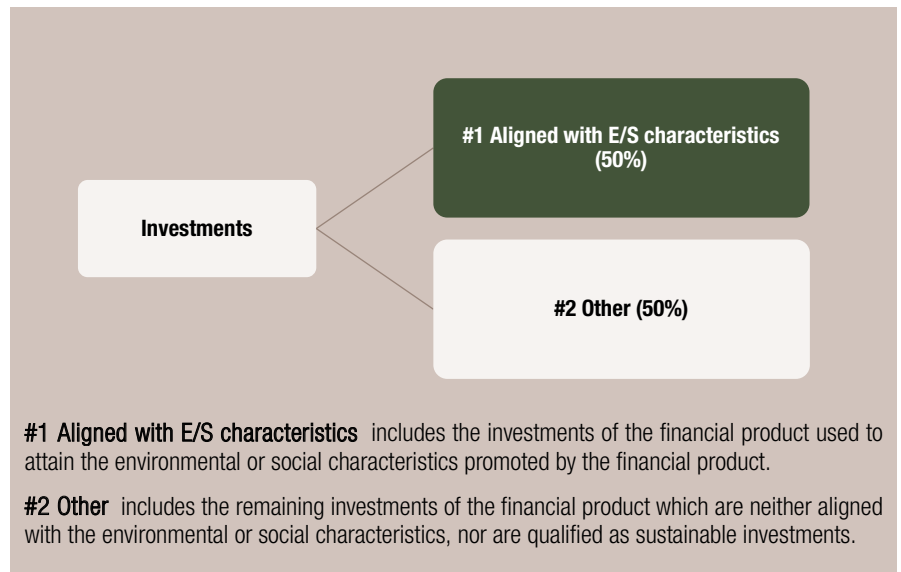 #1 Aligned with E/S characteristics
(50%)
Investments
#2 Other (50%)
#1 Aligned with E/S characteristics includes the investments of the financial product used to
attain the environmental or social characteristics promoted by the financial product.
#2 Other includes the remaining investments of the financial product which are neither aligned
with the environmental or social characteristics, nor are qualified as sustainable investments.